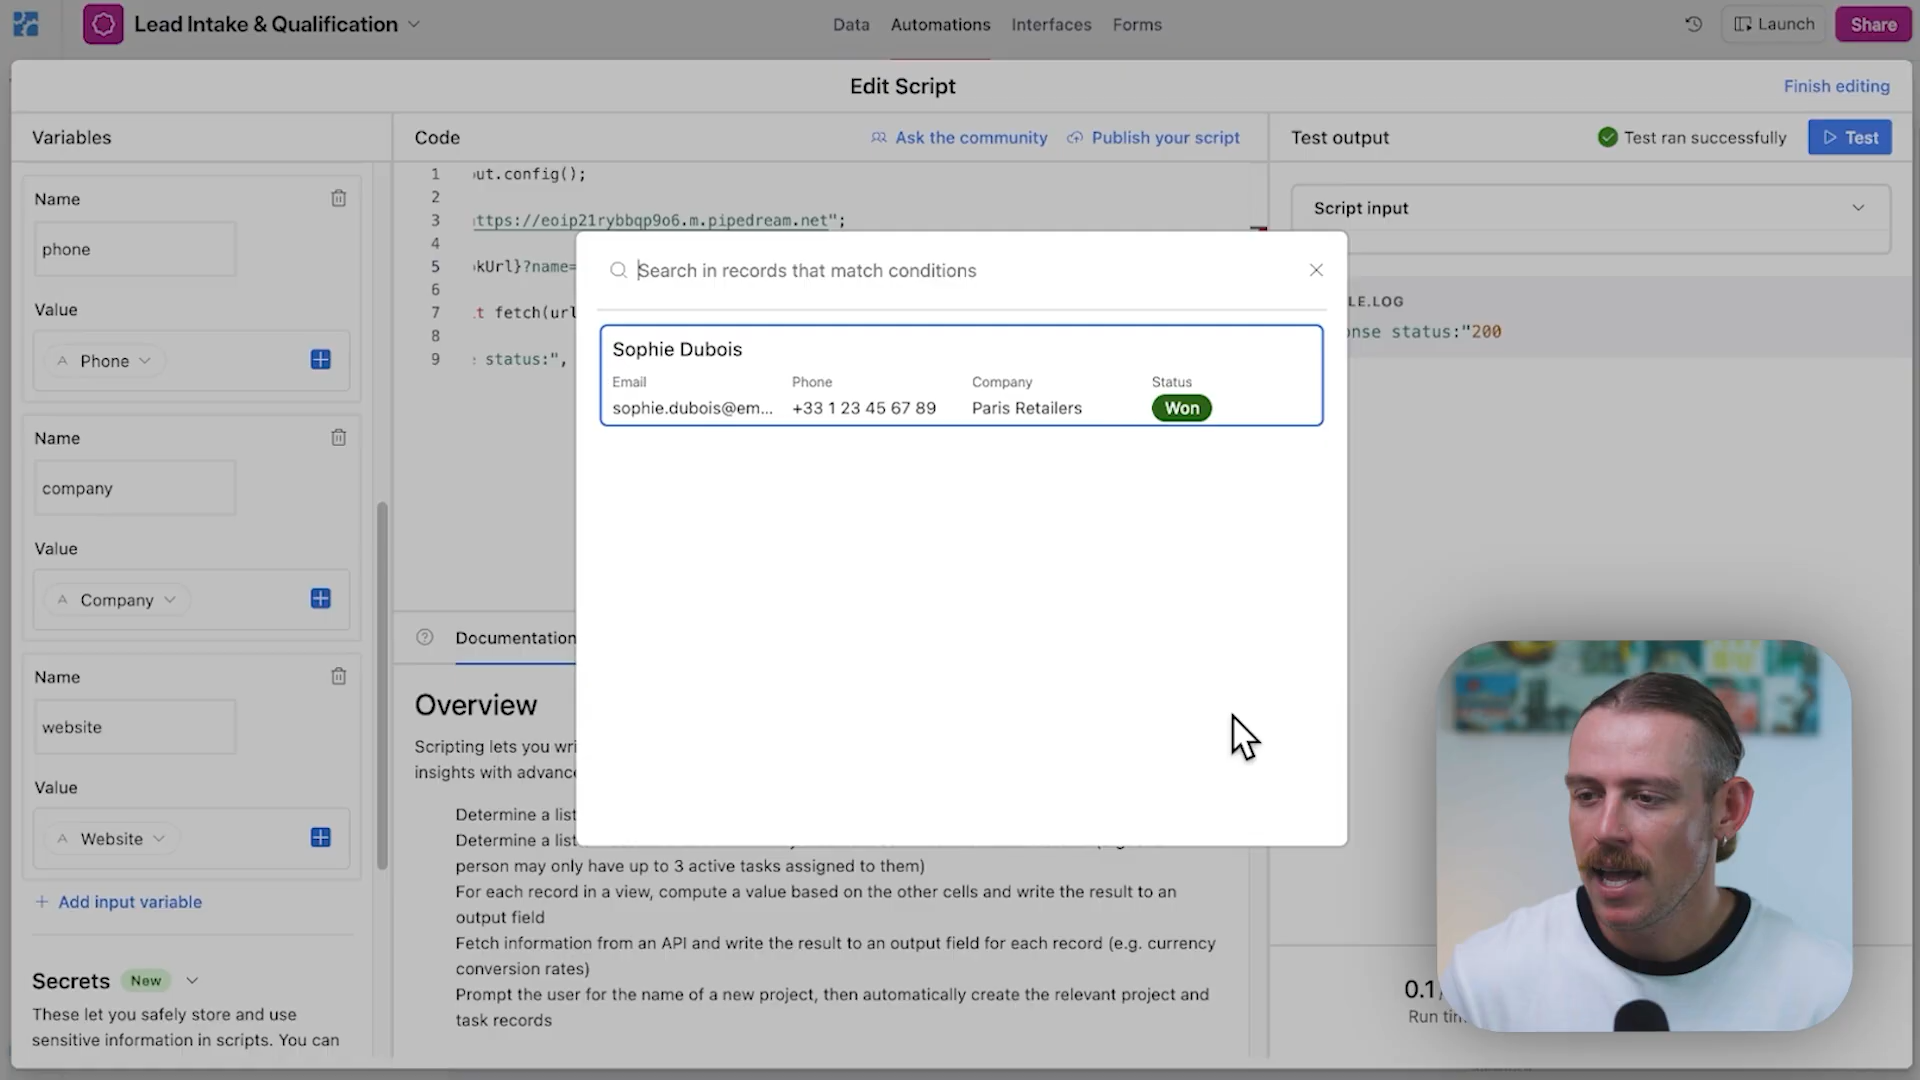 Lead Intake & Qualification
Data Automations Interfaces Forms
Launch
Share
Edit Script
Finish editing
Variables
Name
phone
Value
A Phone
Name
company
Value
A Company
Name
website
Value
A Website
+ Add input variable
Secrets New
These let you safely store and use
sensitive information in scripts. You can
Code
Ask the community
Publish your script
1 ut.config();
2
3 ttps://eoip21rybbqp9o6.m.pipedream.net";
4
5 kUrl}?name=
6
7 t fetch(url
8
9 status:",
Search in records that match conditions
Sophie Dubois
Email Phone Company Status
sophie.dubois@em... +33 1 23 45 67 89 Paris Retailers Won
Documentation
Overview
Scripting lets you wri
insights with advance
Determine a list
Determine a list
person may only have up to 3 active tasks assigned to them)
For each record in a view, compute a value based on the other cells and write the result to an
output field
Fetch information from an API and write the result to an output field for each record (e.g. currency
conversion rates)
Prompt the user for the name of a new project, then automatically create the relevant project and
task records
Test output
Test ran successfully
Test
Script input
LE.LOG
nse status:"200
0.1
Run tim